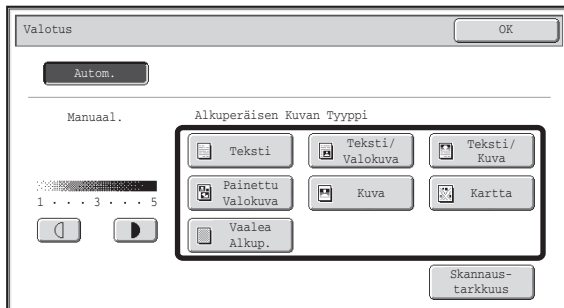 Valotus
OK
Autom.
Manuaal.
Alkuperäisen Kuvan Tyyppi
Teksti
Teksti/
Valokuva
Teksti/
Kuva
Painettu
Valokuva
Kuva
Kartta
1 · · · 3 · · · 5
Vaalea
Alkup.
Skannaus-
tarkkuus